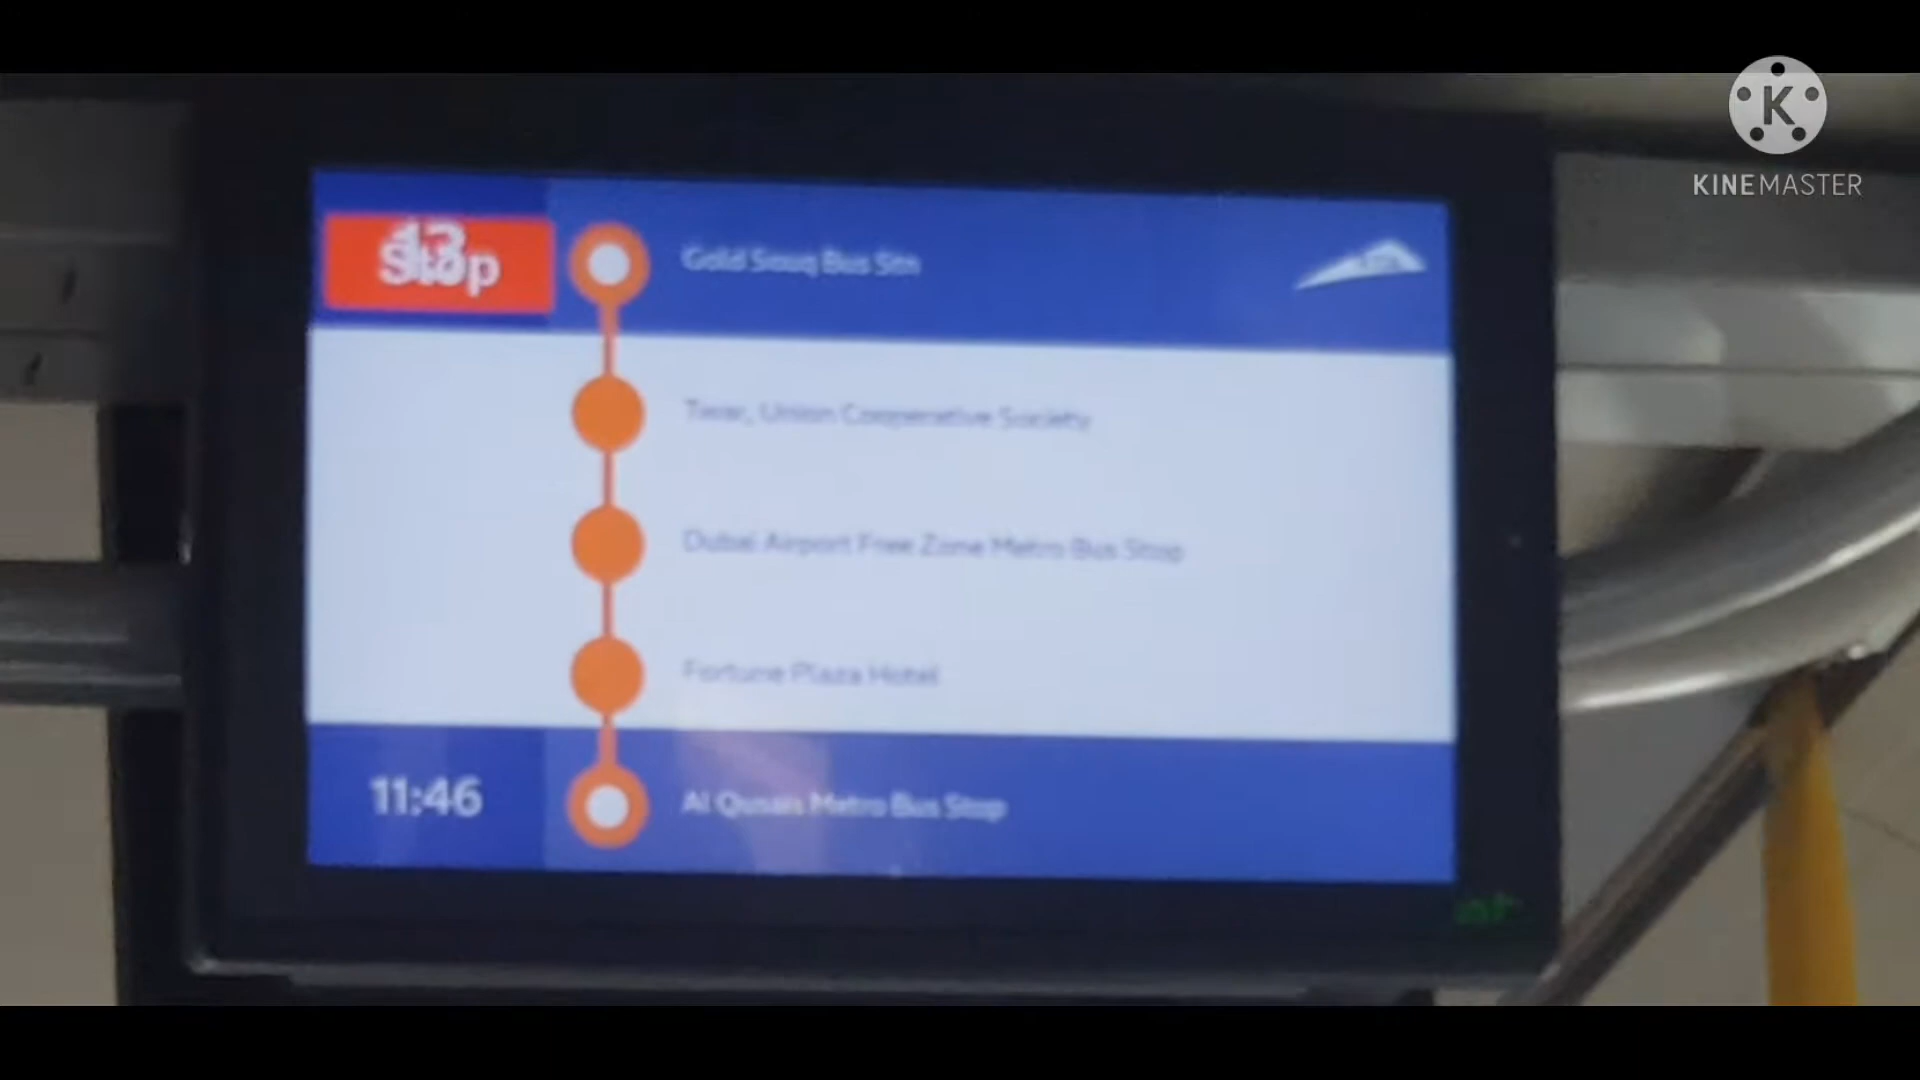 KINEMASTER
13
Stop
Gold Souq Bus Stn
Twar, Union Cooperative Society
Dubai Airport Free Zone Metro Bus Stop
Fortune Plaza Hotel
11:46
Al Qusais Metro Bus Stop